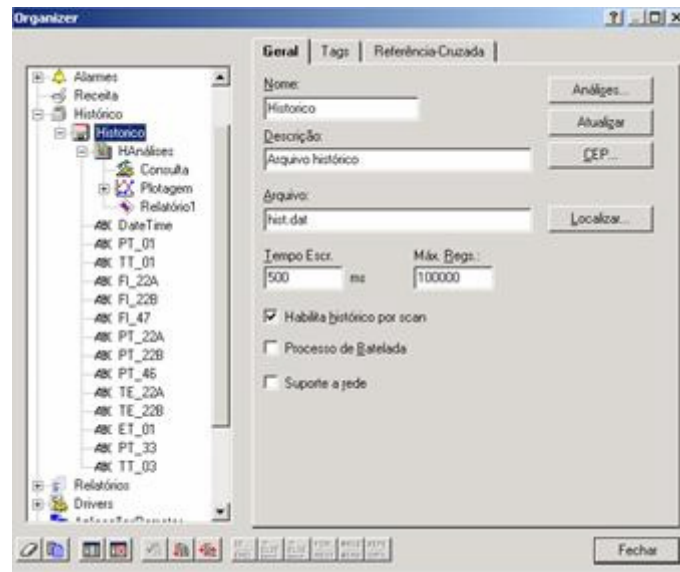 Organizer
Geral Tags Referência-Cruzada
Alarmes
Receita
Histórico
Historico
HAnálises
Consulta
Plotagem
Relatório1
DateTime
PT_01
TT_01
FI_22A
FI_22B
FI_47
PT_22A
PT_22B
PT_46
TE_22A
TE_22B
ET_01
PT_33
TT_03
Relatórios
Drivers
Nome:
Historico
Descrição:
Arquivo histórico
Arquivo:
hist.dat
Tempo Escr.
500 ms
Máx. Regs.:
100000
Habilita histórico por scan
Processo de Batelada
Suporte a rede
Análises...
Atualizar
CEP...
Localizar...
Fechar